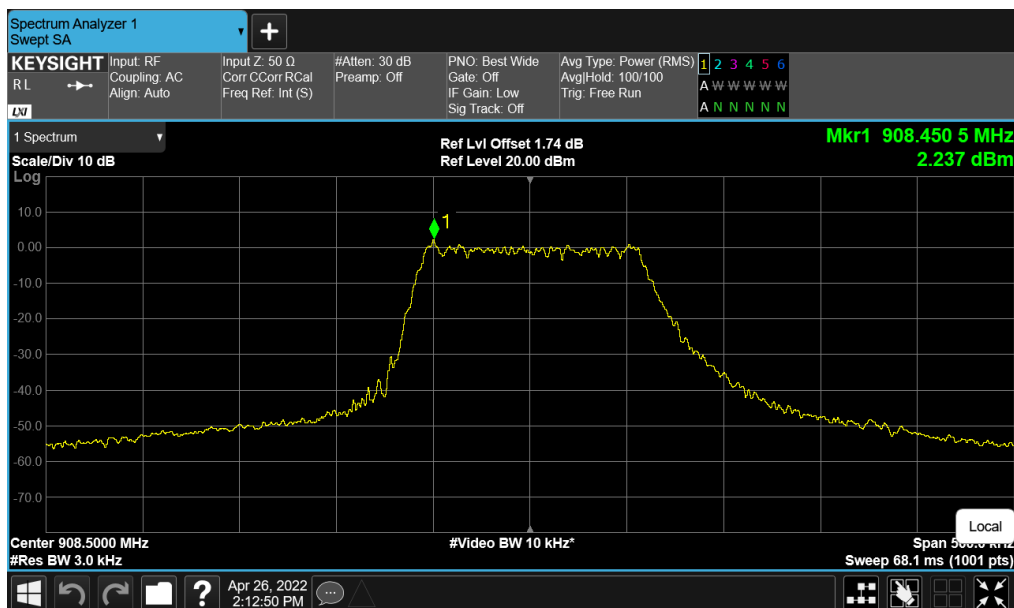 Spectrum Analyzer 1
Swept SA
KEYSIGHT
R L
LXI
Input: RF
Coupling: AC
Align: Auto
Input Z: 50 Ω
Corr CCorr RCal
Freq Ref: Int (S)
#Atten: 30 dB
Preamp: Off
PNO: Best Wide
Gate: Off
IF Gain: Low
Sig Track: Off
Avg Type: Power (RMS)
Avg|Hold: 100/100
Trig: Free Run
1 2 3 4 5 6
A W W W W W
A N N N N N
1 Spectrum
Scale/Div 10 dB
Log
Ref Lvl Offset 1.74 dB
Ref Level 20.00 dBm
Mkr1 908.450 5 MHz
2.237 dBm
1
10.0
0.00
-10.0
-20.0
-30.0
-40.0
-50.0
-60.0
-70.0
Local
Center 908.5000 MHz
#Res BW 3.0 kHz
#Video BW 10 kHz*
Span
Sweep 68.1 ms (1001 pts)
?
Apr 26, 2022
2:12:50 PM